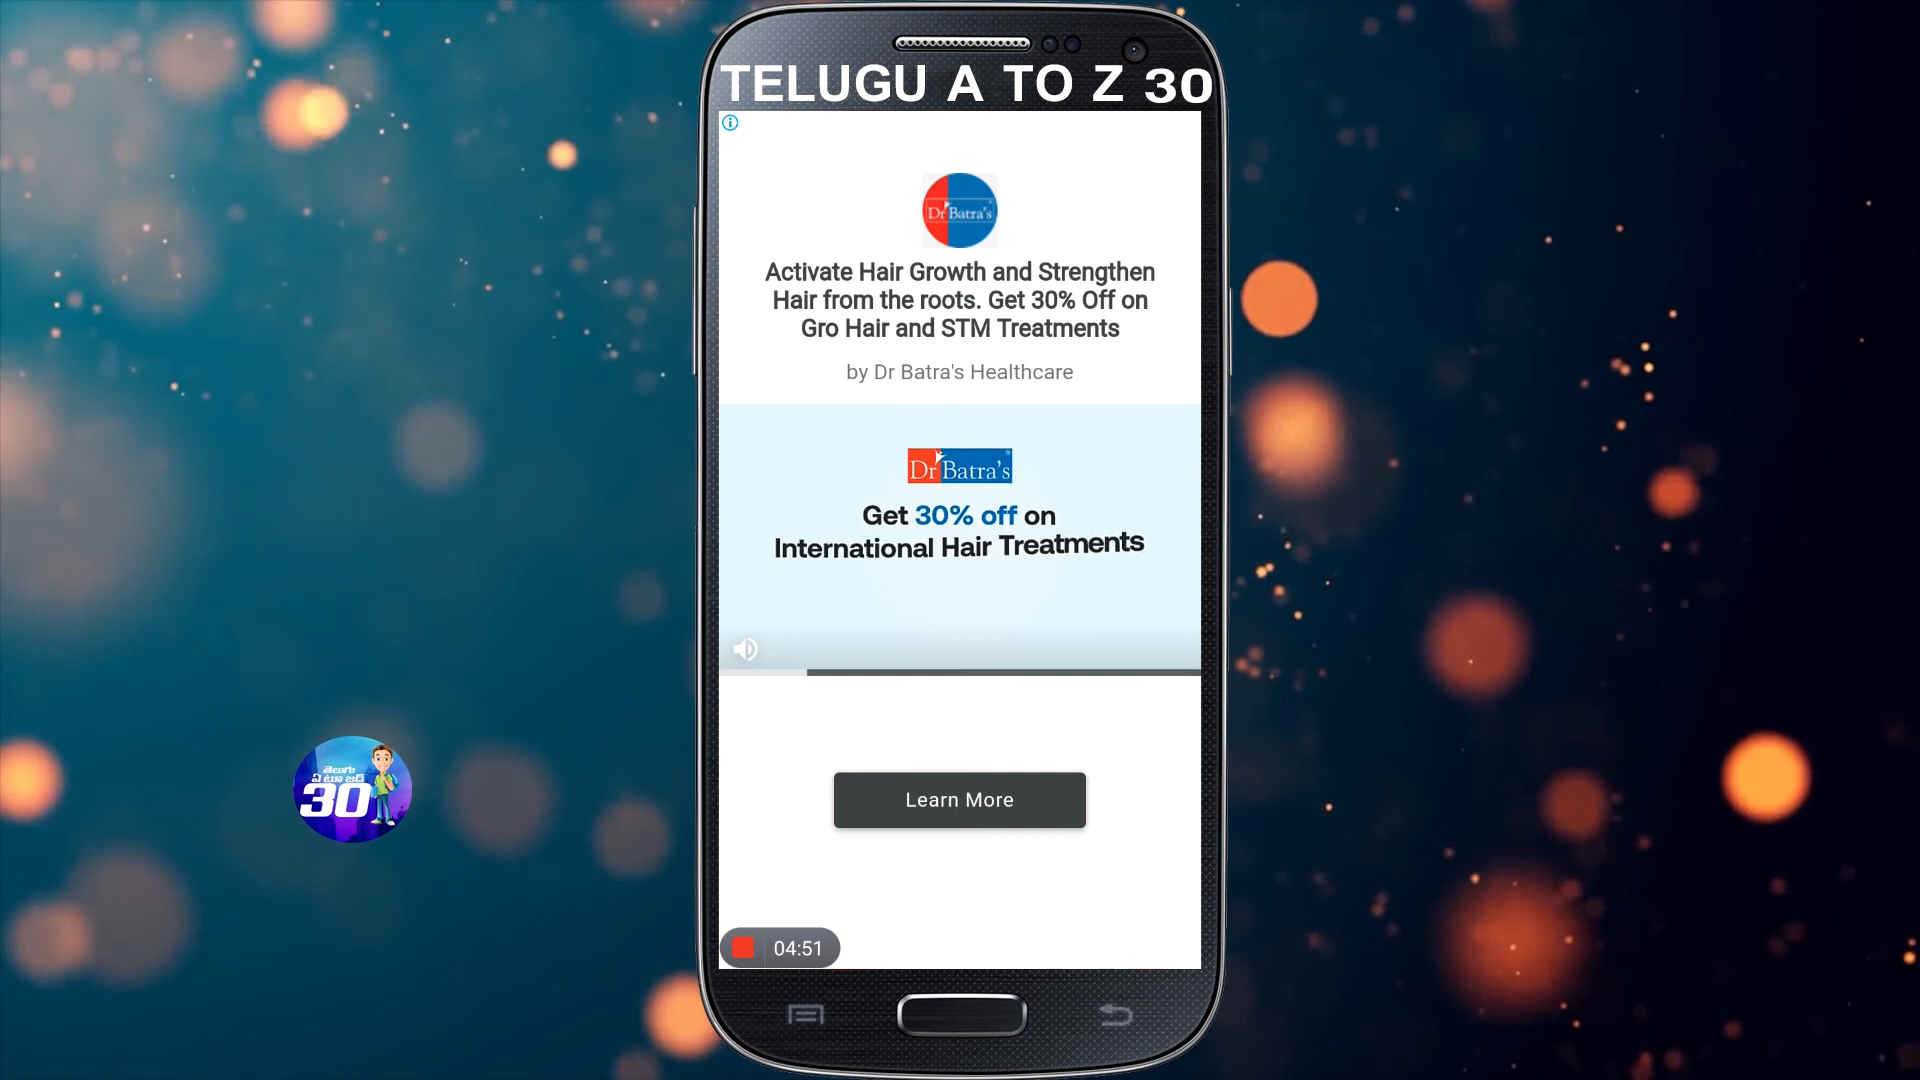 TELUGU A TO Z 30
Dr Batra's
Activate Hair Growth and Strengthen
Hair from the roots. Get 30% Off on
Gro Hair and STM Treatments
by Dr Batra's Healthcare
Dr Batra's
Get 30% off on
International Hair Treatments
తెలుగు
ఏ టూ జడ్
30
Learn More
04:51